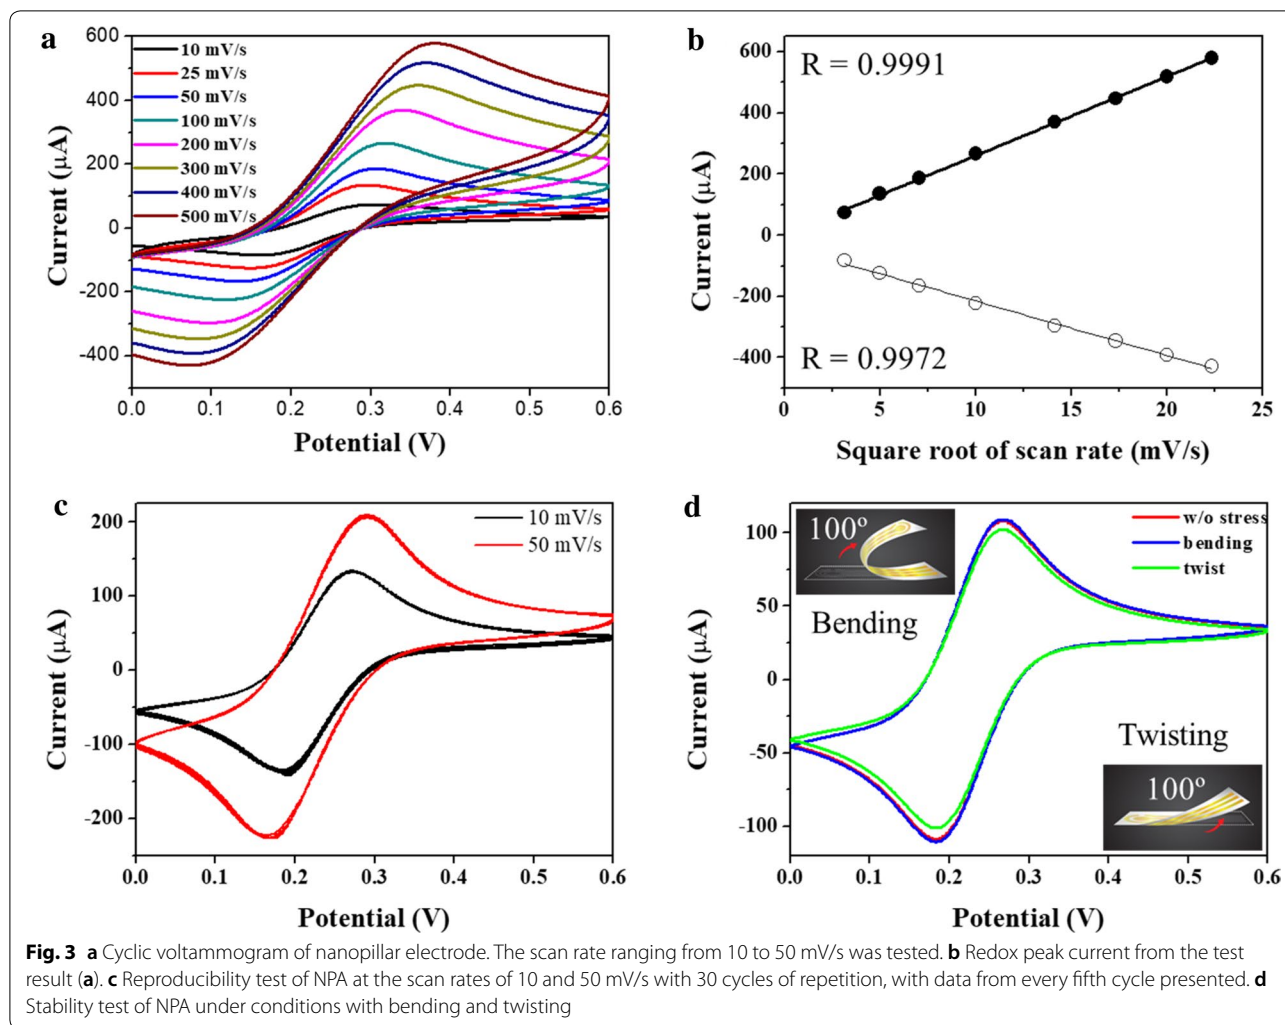 a
600
400
200
0
-200
-400
10 mV/s
25 mV/s
50 mV/s
100 mV/s
200 mV/s
300 mV/s
400 mV/s
500 mV/s
Current (μA)
0.0 0.1 0.2 0.3 0.4 0.5 0.6
Potential (V)
b
600
400
200
0
-200
-400
R = 0.9991
R = 0.9972
Current (μA)
0 5 10 15 20 25
Square root of scan rate (mV/s)
c
200
100
0
-100
-200
10 mV/s
50 mV/s
Current (μA)
0.0 0.1 0.2 0.3 0.4 0.5 0.6
Potential (V)
d
100
50
0
-50
-100
100º
Bending
w/o stress
bending
twist
Twisting
100º
Current (μA)
0.0 0.1 0.2 0.3 0.4 0.5 0.6
Potential (V)
Fig. 3 a Cyclic voltammogram of nanopillar electrode. The scan rate ranging from 10 to 50 mV/s was tested. b Redox peak current from the test
result (a). c Reproducibility test of NPA at the scan rates of 10 and 50 mV/s with 30 cycles of repetition, with data from every fifth cycle presented. d
Stability test of NPA under conditions with bending and twisting